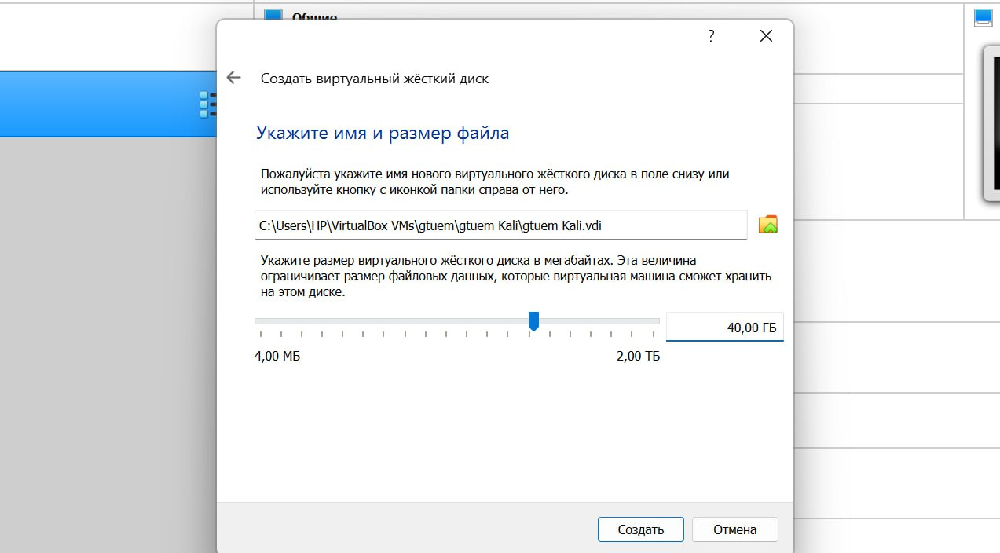 Общие
?
Создать виртуальный жёсткий диск
Укажите имя и размер файла
Пожалуйста укажите имя нового виртуального жёсткого диска в поле снизу или
используйте кнопку с иконкой папки справа от него.
C:\Users\HP\VirtualBox VMs\gtuem\gtuem Kali\gtuem Kali.vdi
Укажите размер виртуального жёсткого диска в мегабайтах. Эта величина
ограничивает размер файловых данных, которые виртуальная машина сможет хранить
на этом диске.
40,00 ГБ
4,00 МБ 2,00 ТБ
Создать Отмена